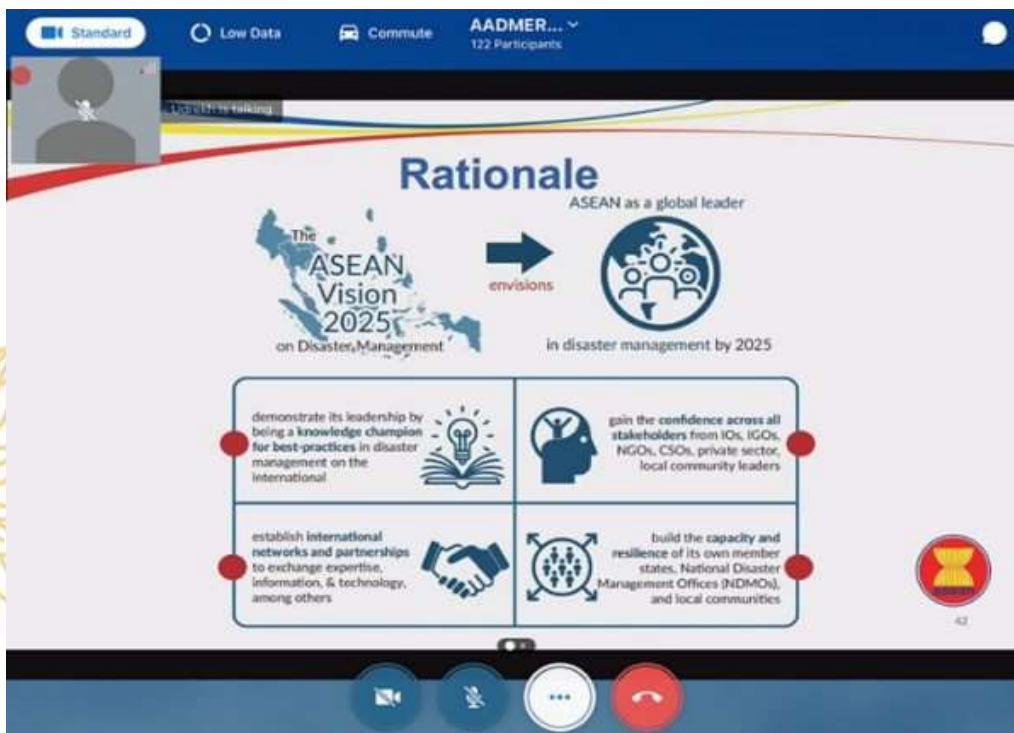 Standard
Low Data
Commute
AADMER...
122 Participants
is talking
Rationale
The
ASEAN
Vision
2025
on Disaster Management
envisions
ASEAN as a global leader
in disaster management by 2025
demonstrate its leadership by
being a knowledge champion
for best-practices in disaster
management on the
international
gain the confidence across all
stakeholders from IOs, IGOs,
NGOs, CSOs, private sector,
local community leaders
establish international
networks and partnerships
to exchange expertise,
information, & technology,
among others
build the capacity and
resilience of its own member
states, National Disaster
Management Offices (NDMOs),
and local communities
asean
42